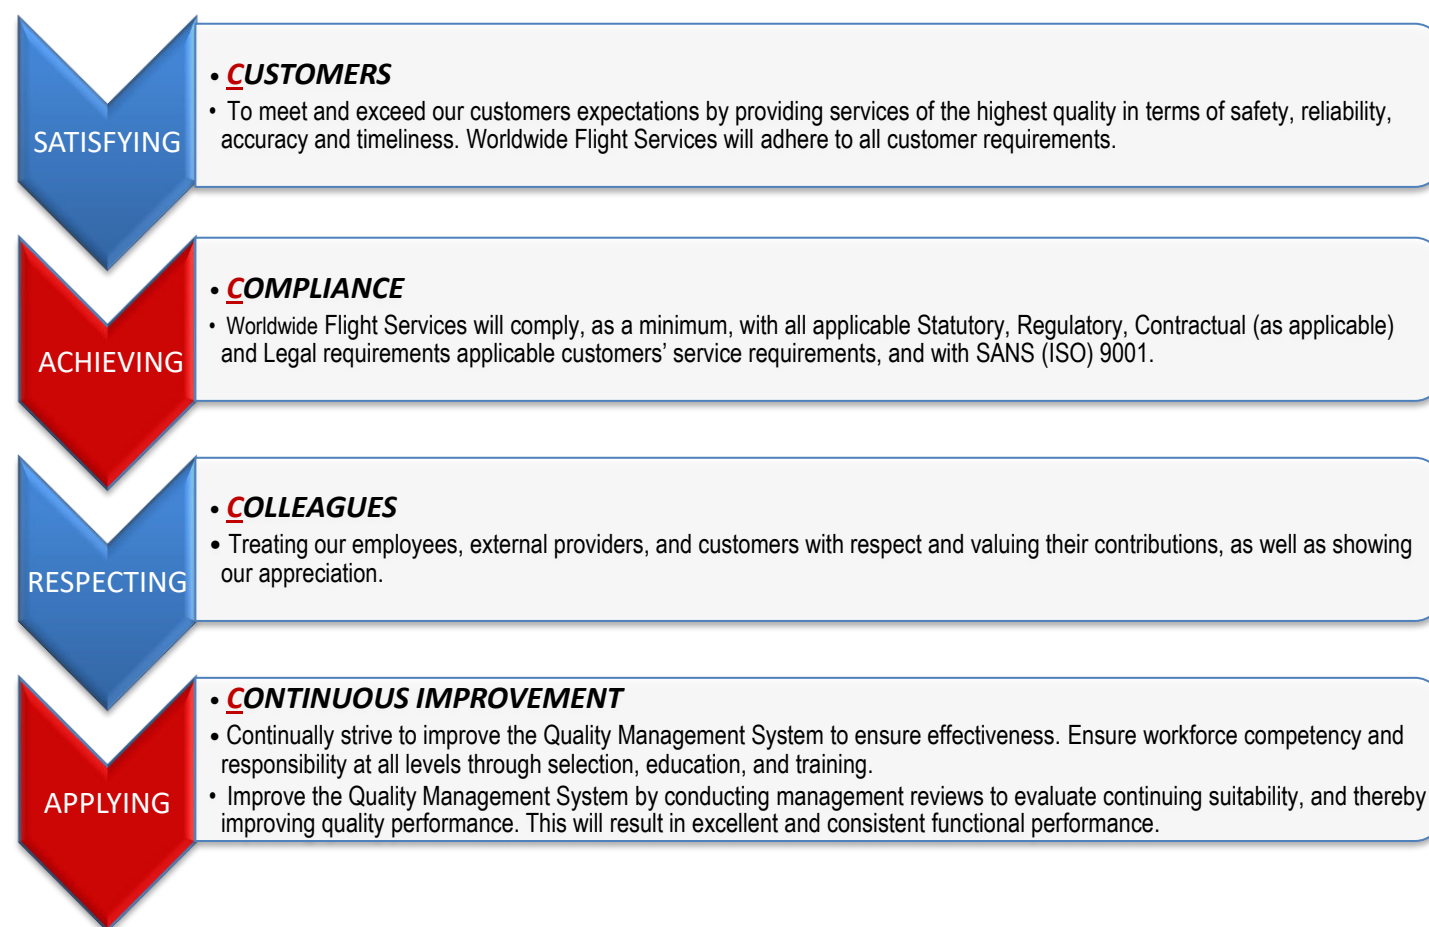 SATISFYING
• CUSTOMERS
• To meet and exceed our customers expectations by providing services of the highest quality in terms of safety, reliability,
accuracy and timeliness. Worldwide Flight Services will adhere to all customer requirements.
ACHIEVING
• COMPLIANCE
• Worldwide Flight Services will comply, as a minimum, with all applicable Statutory, Regulatory, Contractual (as applicable)
and Legal requirements applicable customers’ service requirements, and with SANS (ISO) 9001.
RESPECTING
• COLLEAGUES
• Treating our employees, external providers, and customers with respect and valuing their contributions, as well as showing
our appreciation.
APPLYING
• CONTINUOUS IMPROVEMENT
• Continually strive to improve the Quality Management System to ensure effectiveness. Ensure workforce competency and
responsibility at all levels through selection, education, and training.
• Improve the Quality Management System by conducting management reviews to evaluate continuing suitability, and thereby
improving quality performance. This will result in excellent and consistent functional performance.